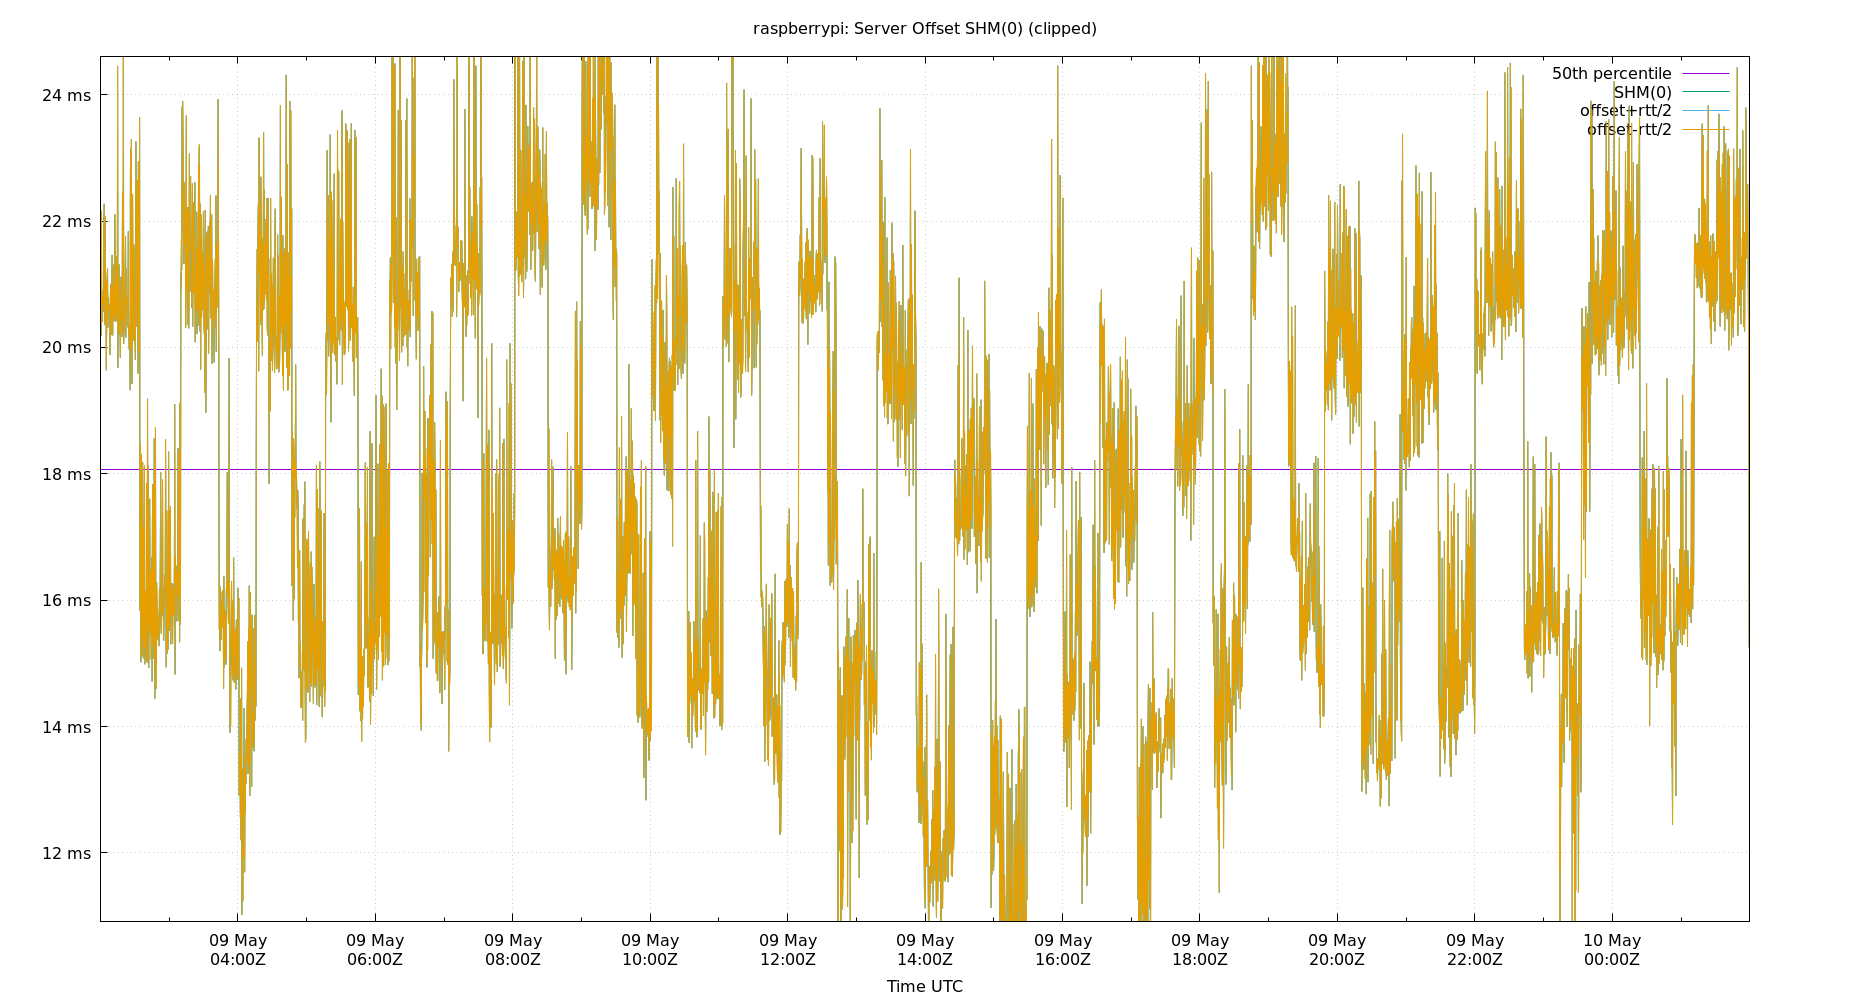 raspberrypi: Server Offset SHM(0) (clipped)
50th percentile
SHM(0)
offset+rtt/2
offset-rtt/2
24 ms
22 ms
20 ms
18 ms
16 ms
14 ms
12 ms
09 May 09 May 09 May 09 May 09 May 09 May 09 May 09 May 09 May 09 May 10 May
04:00Z 06:00Z 08:00Z 10:00Z 12:00Z 14:00Z 16:00Z 18:00Z 20:00Z 22:00Z 00:00Z
Time UTC